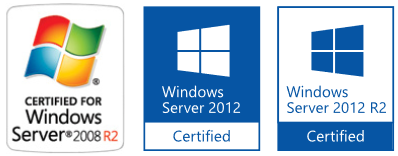 CERTIFIED FOR
Windows
Server®2008 R2
Windows
Server 2012
Certified
Windows
Server 2012 R2
Certified